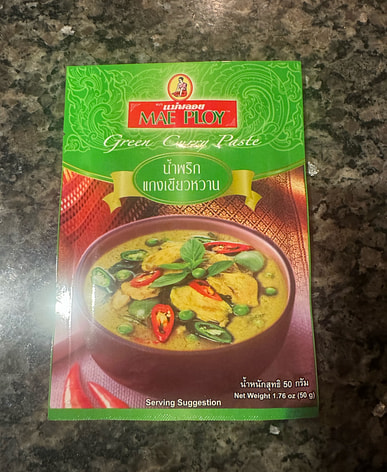 แม่พลอย
MAE PLOY
Green Curry Paste
น้ำพริก
แกงเขียวหวาน
น้ำหนักสุทธิ 50 กรัม
Net Weight 1.76 oz (50 g)
Serving Suggestion